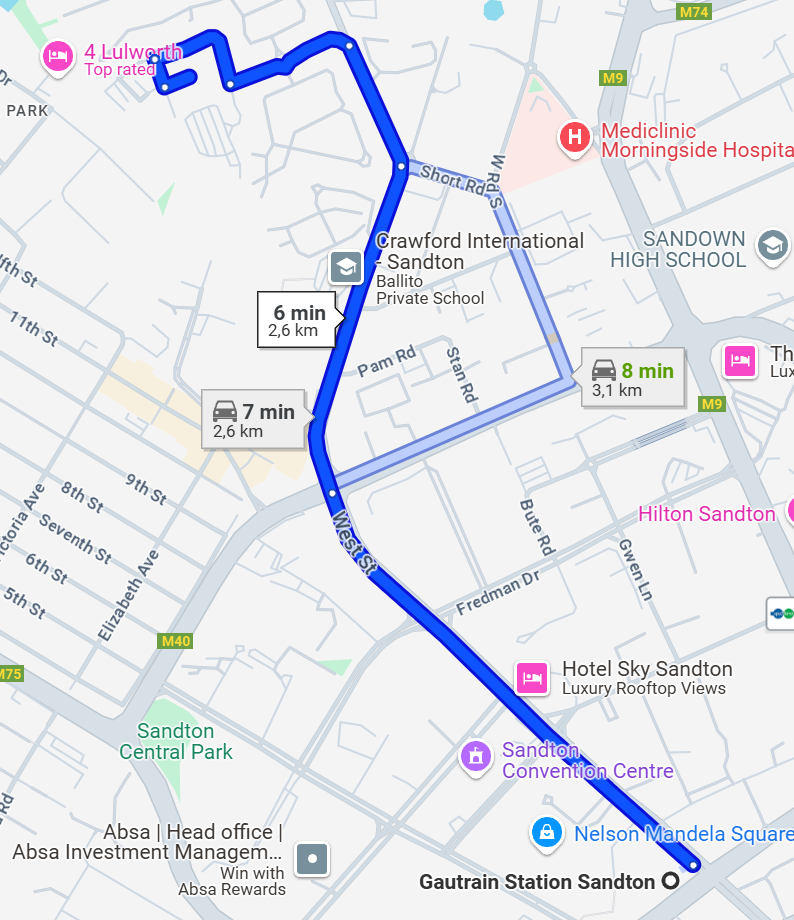 M74
4 Lulworth
Top rated
Dr
PARK
M9
Mediclinic
Morningside Hospita
Short Rd
W Rd S
SANDOWN
HIGH SCHOOL
Crawford International
- Sandton
Ballito
Private School
lfth St
11th St
6 min
2,6 km
Pam Rd
Stan Rd
8 min
3,1 km
Th
Lux
M9
7 min
2,6 km
9th St
8th St
Seventh St
6th St
5th St
ictoria Ave
Elizabeth Ave
West St
Bute Rd
Gwen Ln
Hilton Sandton
Fredman Dr
M40
M75
Hotel Sky Sandton
Luxury Rooftop Views
Sandton
Central Park
Sandton
Convention Centre
Rd
Absa | Head office |
Absa Investment Managem...
Win with
Absa Rewards
Nelson Mandela Square
Gautrain Station Sandton